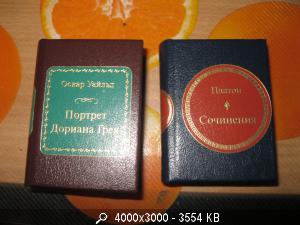 Оскар Уайльд
Портрет
Дориана Грея
Платон
Сочинения
4000x3000 - 3554 KB